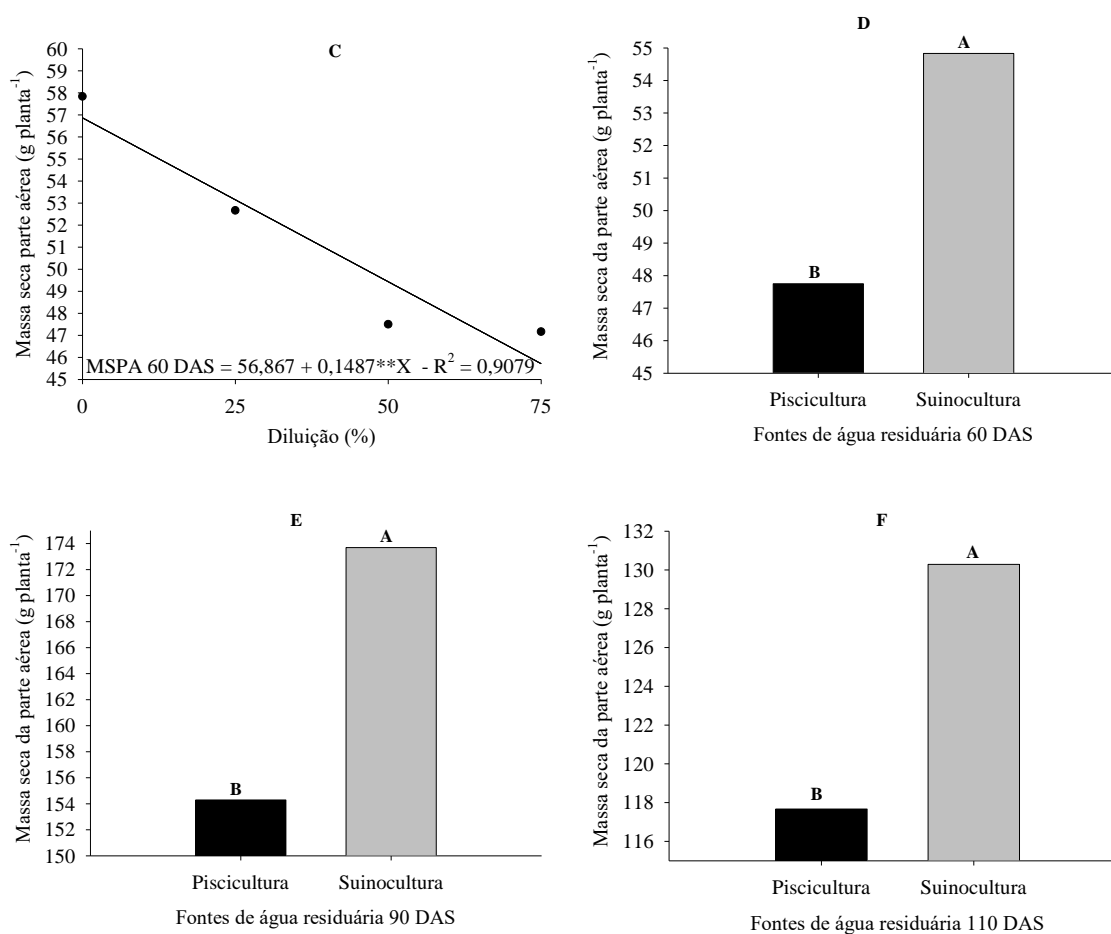 C
Massa seca parte aérea (g planta-1)
60
59
58
57
56
55
54
53
52
51
50
49
48
47
46
45
MSPA 60 DAS = 56,867 + 0,1487**X - R2 = 0,9079
0 25 50 75
Diluição (%)
D
Massa seca da parte aérea (g planta-1)
55
54
53
52
51
50
49
48
47
46
45
A
B
Piscicultura Suinocultura
Fontes de água residuária 60 DAS
E
Massa seca da parte aérea (g planta-1)
174
172
170
168
166
164
162
160
158
156
154
152
150
A
B
Piscicultura Suinocultura
Fontes de água residuária 90 DAS
F
Massa seca da parte aérea (g planta-1)
132
130
128
126
124
122
120
118
116
A
B
Piscicultura Suinocultura
Fontes de água residuária 110 DAS